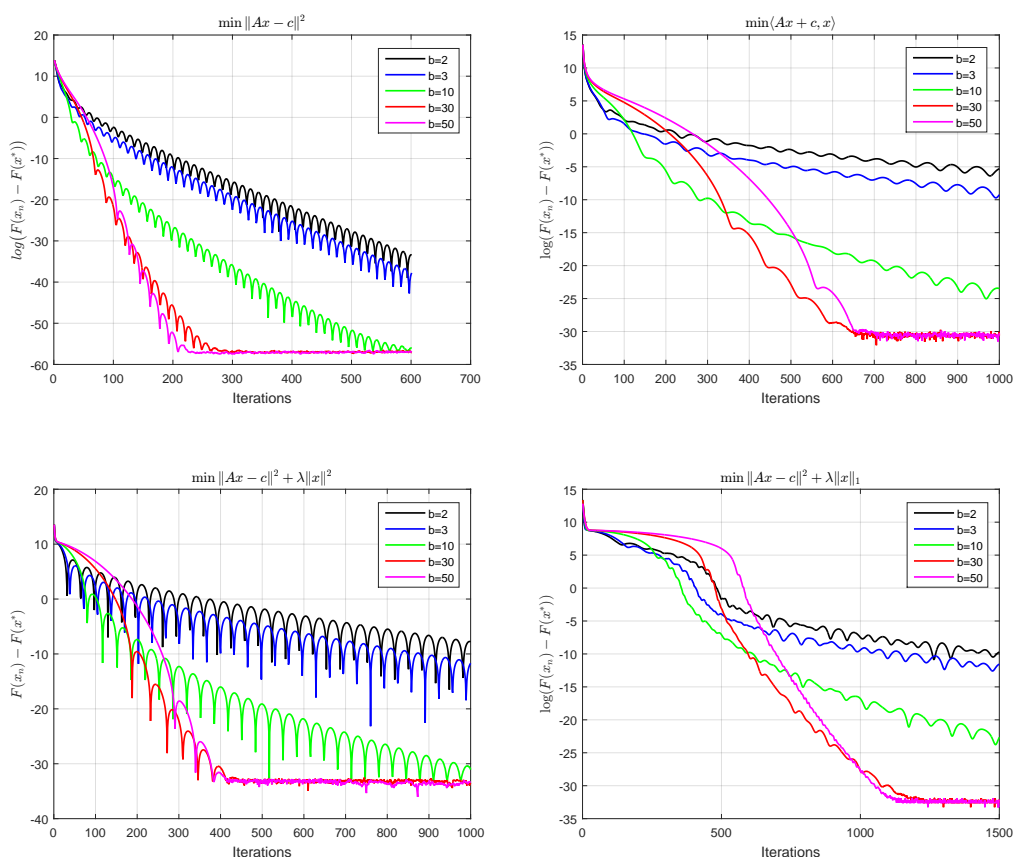 min ‖Ax − c‖²
20
10
0
-10
-20
-30
-40
-50
-60
log(F(x_n) − F(x*))
0 100 200 300 400 500 600 700
Iterations
b=2
b=3
b=10
b=30
b=50
min⟨Ax + c, x⟩
15
10
5
0
-5
-10
-15
-20
-25
-30
-35
log(F(x_n) − F(x*))
0 100 200 300 400 500 600 700 800 900 1000
Iterations
b=2
b=3
b=10
b=30
b=50
min ‖Ax − c‖² + λ‖x‖²
20
10
0
-10
-20
-30
-40
F(x_n) − F(x*)
0 100 200 300 400 500 600 700 800 900 1000
Iterations
b=2
b=3
b=10
b=30
b=50
min ‖Ax − c‖² + λ‖x‖₁
15
10
5
0
-5
-10
-15
-20
-25
-30
-35
log(F(x_n) − F(x*))
0 500 1000 1500
Iterations
b=2
b=3
b=10
b=30
b=50